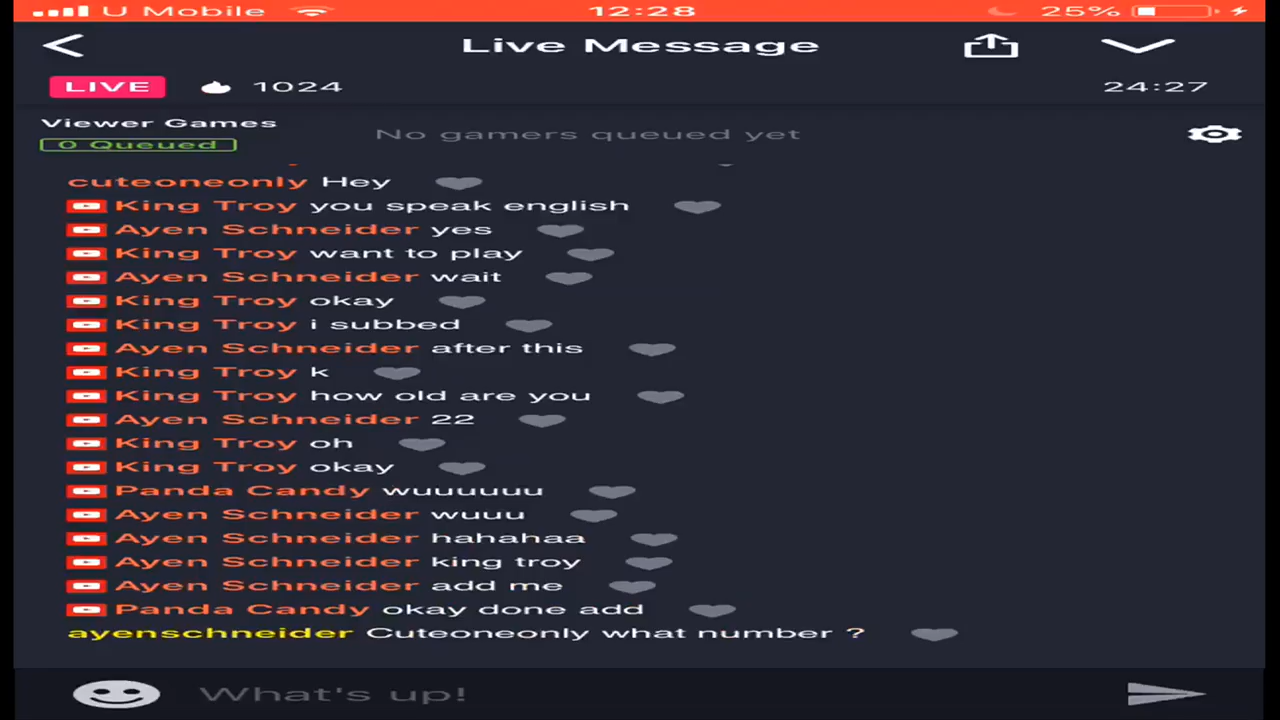 U Mobile 12:28 25%
Live Message
LIVE 1024 24:27
Viewer Games
No gamers queued yet
0 Queued
cuteoneonly Hey
King Troy you speak english
Ayen Schneider yes
King Troy want to play
Ayen Schneider wait
King Troy okay
King Troy i subbed
Ayen Schneider after this
King Troy k
King Troy how old are you
Ayen Schneider 22
King Troy oh
King Troy okay
Panda Candy wuuuuuu
Ayen Schneider wuuu
Ayen Schneider hahahaa
Ayen Schneider king troy
Ayen Schneider add me
Panda Candy okay done add
ayenschneider Cuteoneonly what number ?
What's up!